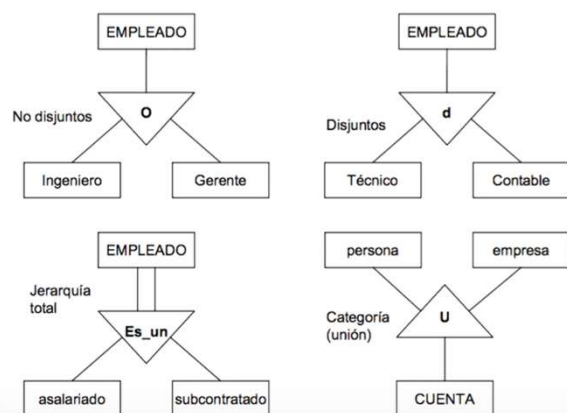 EMPLEADO
No disjuntos
O
Ingeniero
Gerente
EMPLEADO
Disjuntos
d
Técnico
Contable
EMPLEADO
Jerarquía
total
Es_un
asalariado
subcontratado
persona
empresa
Categoría
(unión)
U
CUENTA